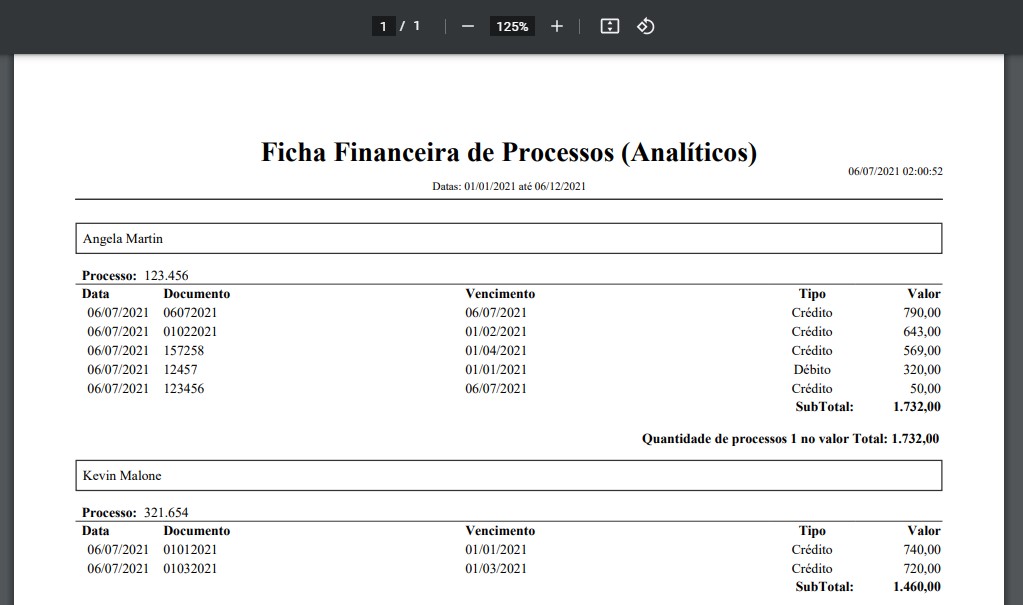 1 / 1 125%
Ficha Financeira de Processos (Analíticos)
06/07/2021 02:00:52
Datas: 01/01/2021 até 06/12/2021
Angela Martin
Processo: 123.456
Data Documento Vencimento Tipo Valor
06/07/2021 06072021 06/07/2021 Crédito 790,00
06/07/2021 01022021 01/02/2021 Crédito 643,00
06/07/2021 157258 01/04/2021 Crédito 569,00
06/07/2021 12457 01/01/2021 Débito 320,00
06/07/2021 123456 06/07/2021 Crédito 50,00
SubTotal: 1.732,00
Quantidade de processos 1 no valor Total: 1.732,00
Kevin Malone
Processo: 321.654
Data Documento Vencimento Tipo Valor
06/07/2021 01012021 01/01/2021 Crédito 740,00
06/07/2021 01032021 01/03/2021 Crédito 720,00
SubTotal: 1.460,00